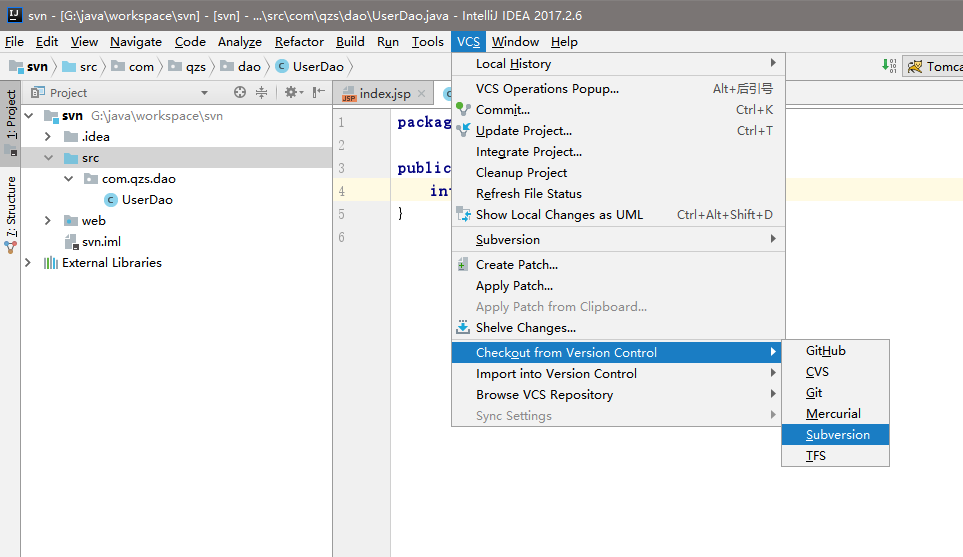 svn - [G:\java\workspace\svn] - [svn] - ...\src\com\qzs\dao\UserDao.java - IntelliJ IDEA 2017.2.6
File Edit View Navigate Code Analyze Refactor Build Run Tools VCS Window Help
svn src com qzs dao UserDao
Tomca
1: Project
7: Structure
Project
svn G:\java\workspace\svn
.idea
src
com.qzs.dao
UserDao
web
svn.iml
External Libraries
index.jsp
1 packag
2
3 public
4 int
5 }
6
Local History
VCS Operations Popup... Alt+后引号
Commit... Ctrl+K
Update Project... Ctrl+T
Integrate Project...
Cleanup Project
Refresh File Status
Show Local Changes as UML Ctrl+Alt+Shift+D
Subversion
Create Patch...
Apply Patch...
Apply Patch from Clipboard...
Shelve Changes...
Checkout from Version Control
Import into Version Control
Browse VCS Repository
Sync Settings
GitHub
CVS
Git
Mercurial
Subversion
TFS